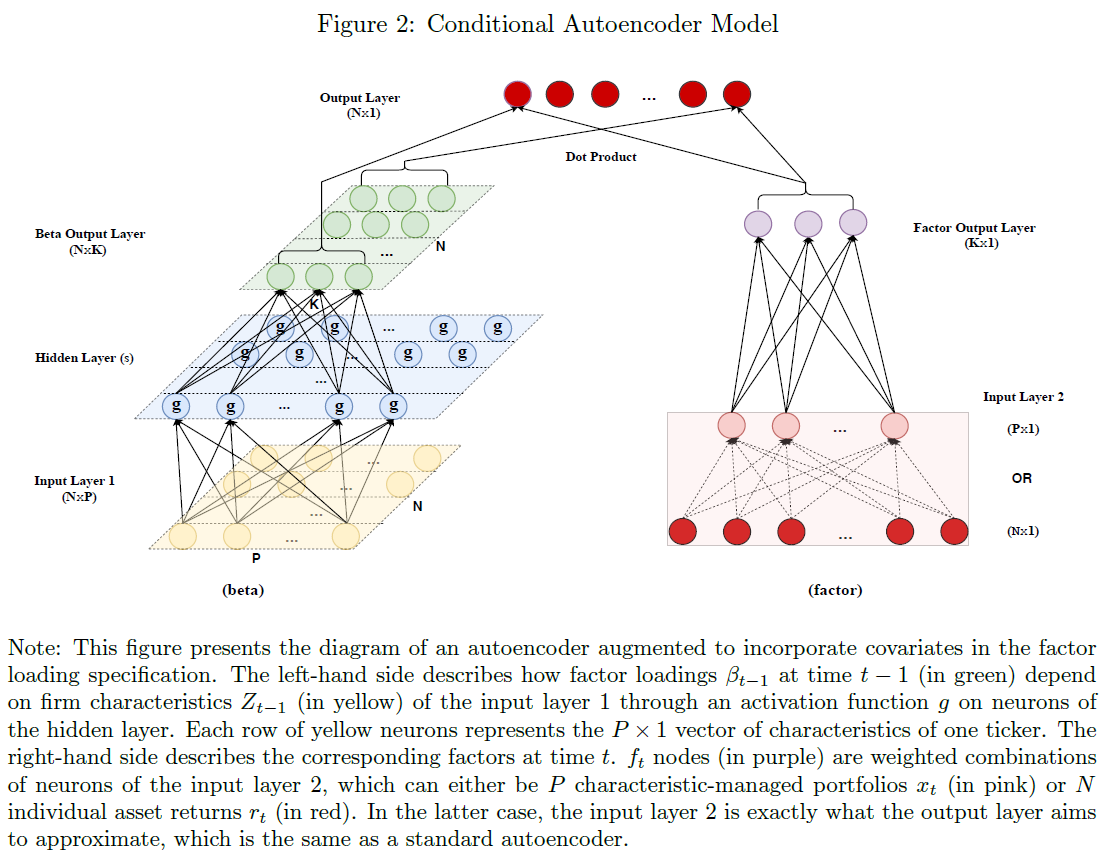 Figure 2: Conditional Autoencoder Model
Output Layer
(Nx1)
...
Dot Product
Beta Output Layer
(NxK)
N
...
K
Factor Output Layer
(Kx1)
Hidden Layer (s)
g g ... g g
g g ... g g
...
g g ... g g
Input Layer 1
(NxP)
...
...
N
...
...
P
(beta)
Input Layer 2
(Px1)
...
OR
(Nx1)
...
(factor)
Note: This figure presents the diagram of an autoencoder augmented to incorporate covariates in the factor
loading specification. The left-hand side describes how factor loadings βt−1 at time t − 1 (in green) depend
on firm characteristics Zt−1 (in yellow) of the input layer 1 through an activation function g on neurons of
the hidden layer. Each row of yellow neurons represents the P × 1 vector of characteristics of one ticker. The
right-hand side describes the corresponding factors at time t. ft nodes (in purple) are weighted combinations
of neurons of the input layer 2, which can either be P characteristic-managed portfolios xt (in pink) or N
individual asset returns rt (in red). In the latter case, the input layer 2 is exactly what the output layer aims
to approximate, which is the same as a standard autoencoder.